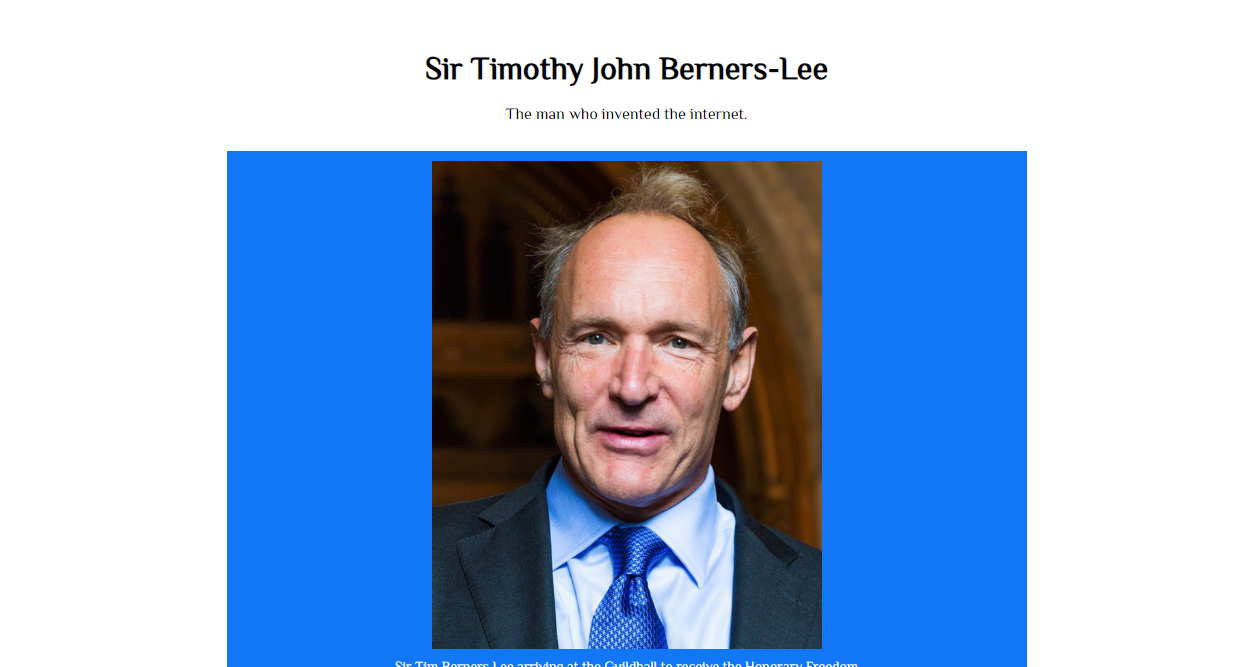 Sir Timothy John Berners-Lee
The man who invented the internet.
Sir Tim Berners-Lee arriving at the Guildhall to receive the Honorary Freedom